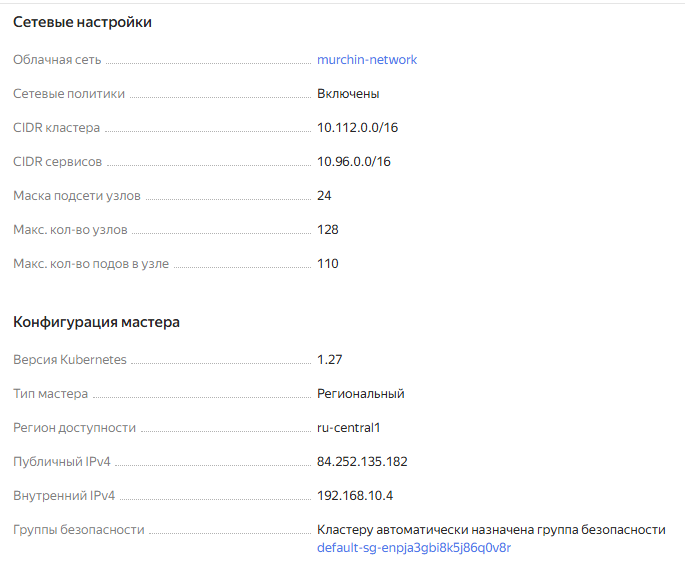 Сетевые настройки
Облачная сеть murchin-network
Сетевые политики Включены
CIDR кластера 10.112.0.0/16
CIDR сервисов 10.96.0.0/16
Маска подсети узлов 24
Макс. кол-во узлов 128
Макс. кол-во подов в узле 110
Конфигурация мастера
Версия Kubernetes 1.27
Тип мастера Региональный
Регион доступности ru-central1
Публичный IPv4 84.252.135.182
Внутренний IPv4 192.168.10.4
Группы безопасности Кластеру автоматически назначена группа безопасности
default-sg-enpja3gbi8k5j86q0v8r